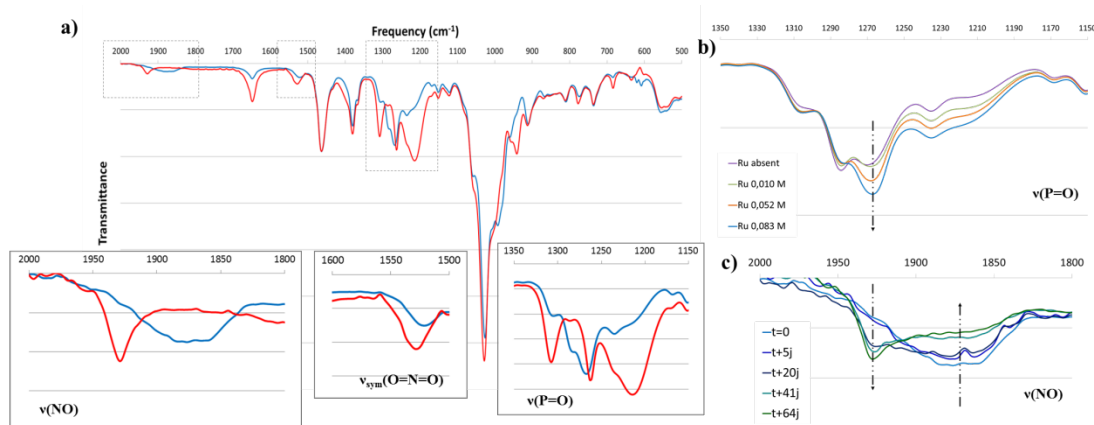 a)
Frequency (cm-1)
2000 1900 1800 1700 1600 1500 1400 1300 1200 1100 1000 900 800 700 600 500
Transmittance
2000 1950 1900 1850 1800
ν(NO)
1600 1550 1500
νsym(O=N=O)
1350 1300 1250 1200 1150
ν(P=O)
b)
1350 1330 1310 1290 1270 1250 1230 1210 1190 1170 1150
Ru absent
Ru 0,010 M
Ru 0,052 M
Ru 0,083 M
ν(P=O)
c)
2000 1950 1900 1850 1800
t=0
t+5j
t+20j
t+41j
t+64j
ν(NO)